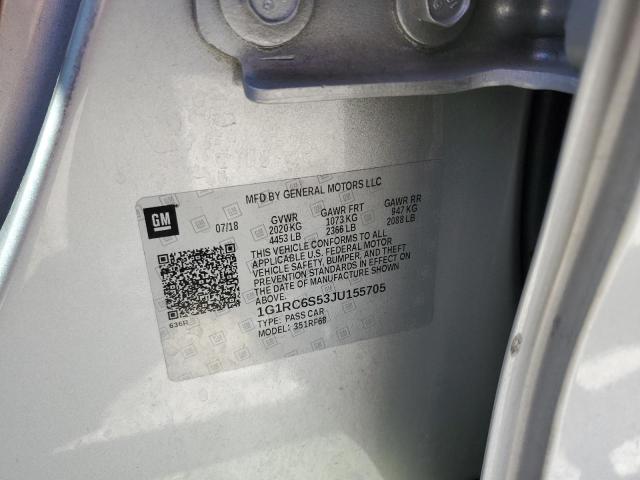 MFD BY GENERAL MOTORS LLC
GM
07/18
GVWR GAWR FRT GAWR RR
2020 KG 1073 KG 947 KG
4453 LB 2366 LB 2088 LB
THIS VEHICLE CONFORMS TO ALL
APPLICABLE U.S. FEDERAL MOTOR
VEHICLE SAFETY, BUMPER, AND THEFT
PREVENTION STANDARDS IN EFFECT ON
THE DATE OF MANUFACTURE SHOWN
ABOVE.
1G1RC6S53JU155705
TYPE: PASS CAR
MODEL: 351RF68
636R